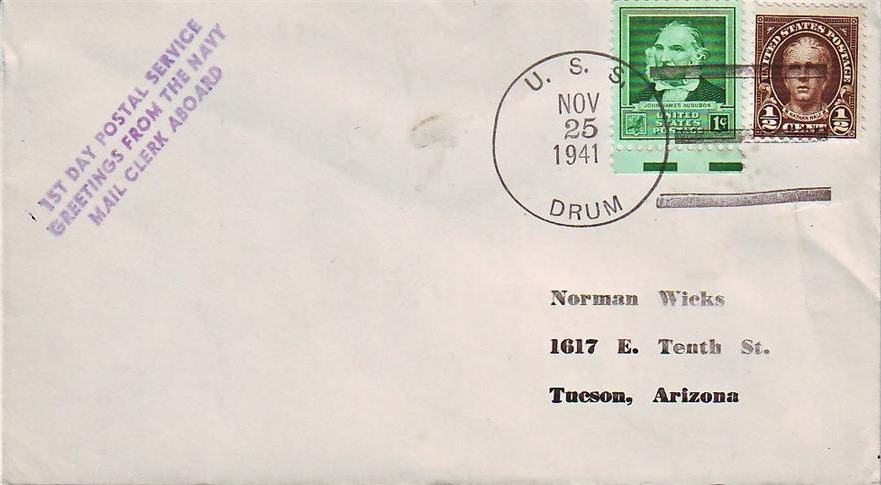 1ST DAY POSTAL SERVICE
GREETINGS FROM THE NAVY
MAIL CLERK ABOARD
U. S. S.
NOV
25
1941
DRUM
JOHN JAMES AUDUBON
UNITED
STATES
POSTAGE
1¢
UNITED STATES POSTAGE
NATHAN HALE
1/2 CENT 1/2
Norman Wicks
1617 E. Tenth St.
Tucson, Arizona